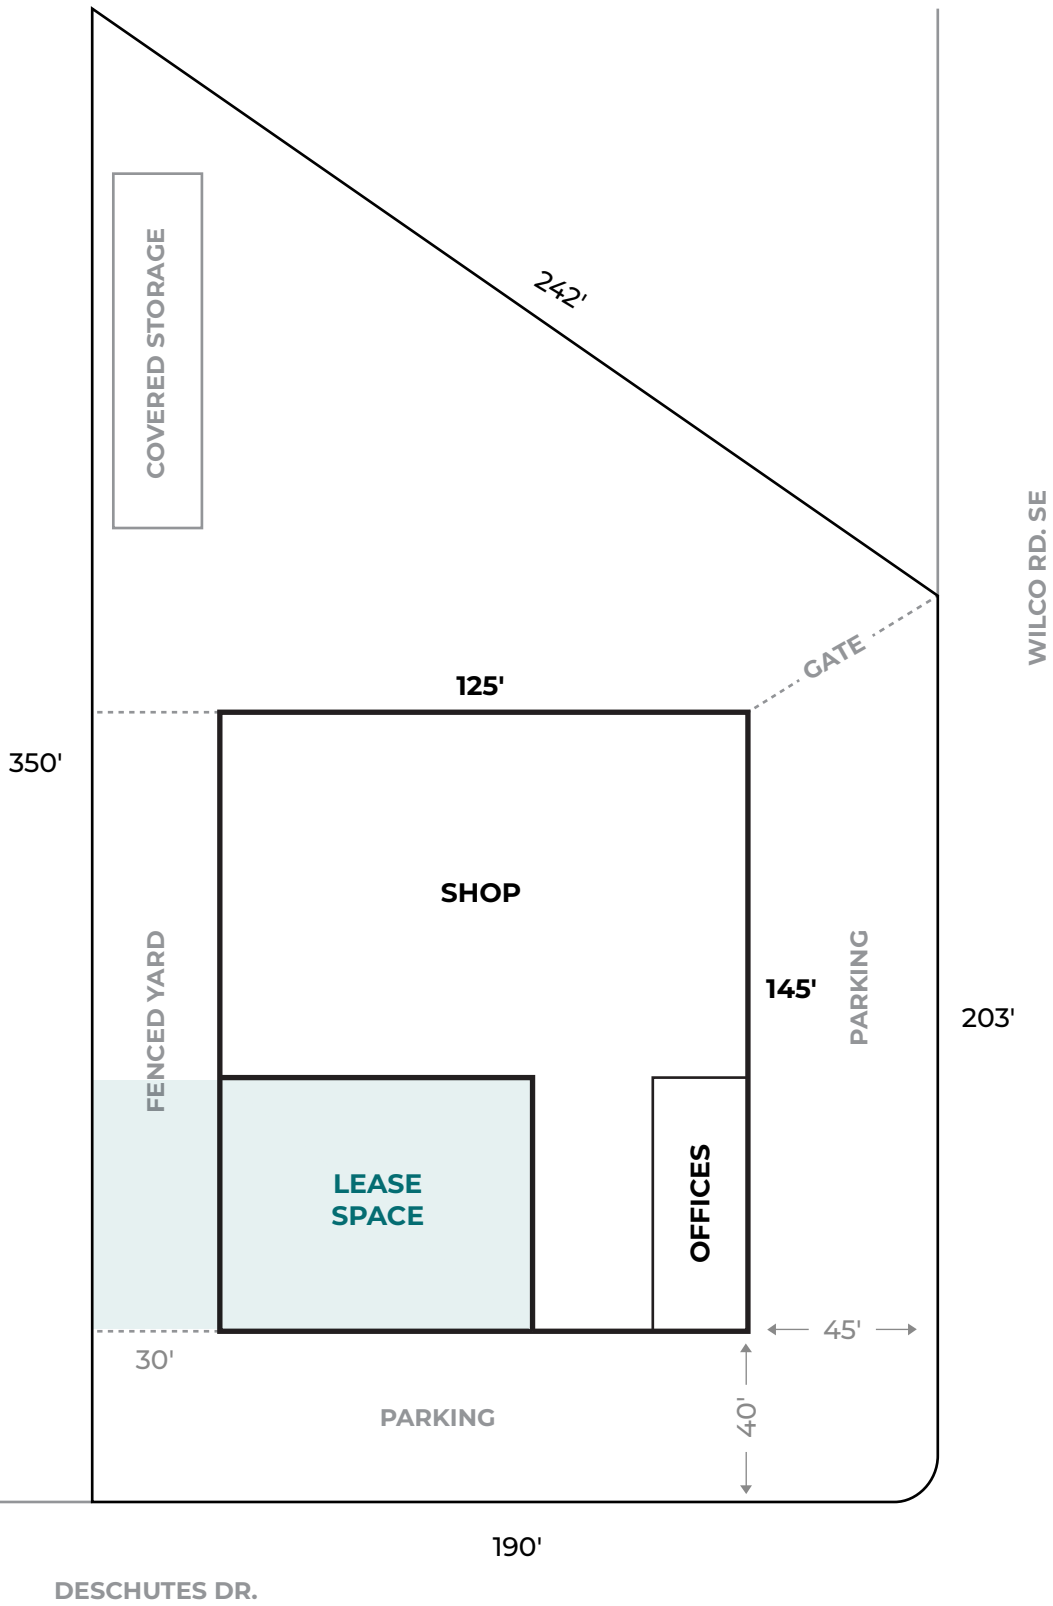 242'
COVERED STORAGE
WILCO RD. SE
GATE
125'
350'
SHOP
FENCED YARD
145'
PARKING
203'
LEASE
SPACE
OFFICES
45'
30'
40'
PARKING
190'
DESCHUTES DR.